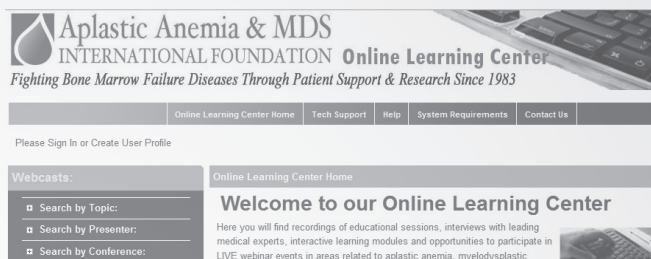 Aplastic Anemia & MDS
INTERNATIONAL FOUNDATION Online Learning Center
Fighting Bone Marrow Failure Diseases Through Patient Support & Research Since 1983
Online Learning Center Home Tech Support Help System Requirements Contact Us
Please Sign In or Create User Profile
Webcasts:
Search by Topic:
Search by Presenter:
Search by Conference:
Online Learning Center Home
Welcome to our Online Learning Center
Here you will find recordings of educational sessions, interviews with leading
medical experts, interactive learning modules and opportunities to participate in
LIVE webinar events in areas related to aplastic anemia, myelodysplastic